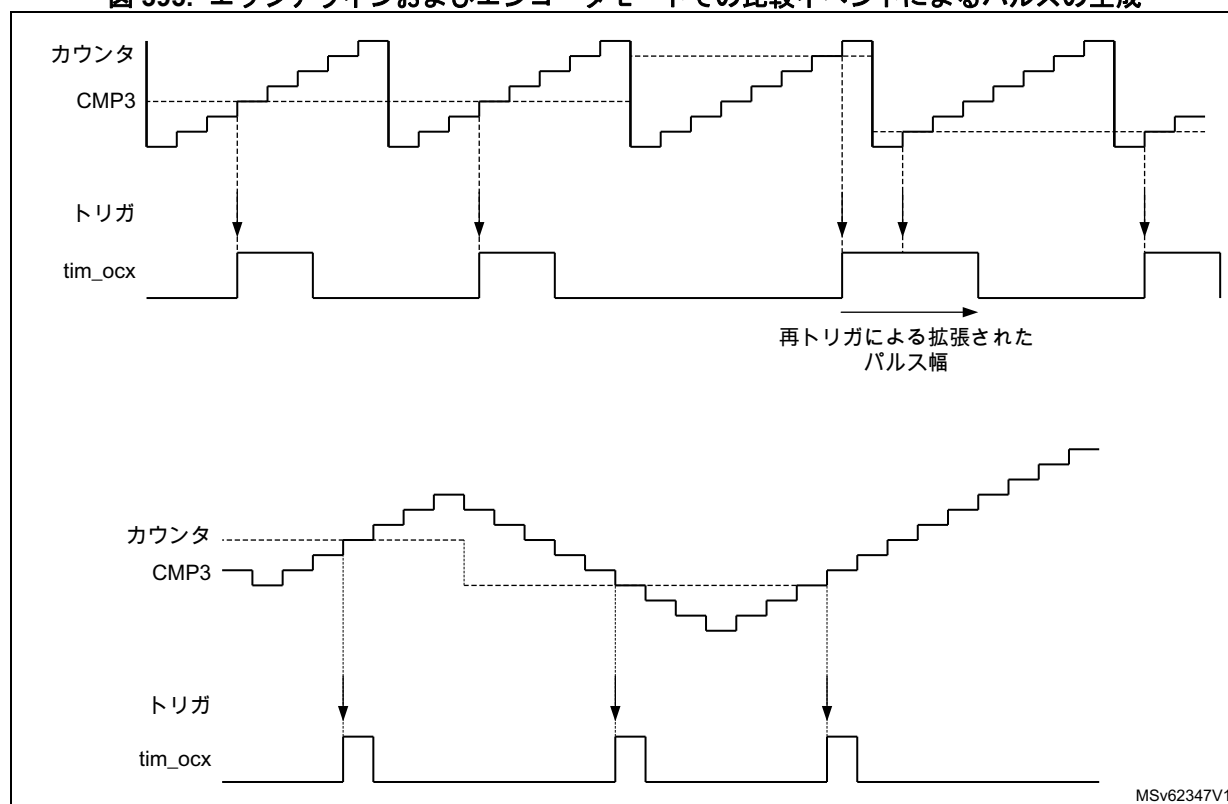 カウンタ
CMP3
トリガ
tim_ocx
再トリガによる拡張された
パルス幅
カウンタ
CMP3
トリガ
tim_ocx
MSv62347V1